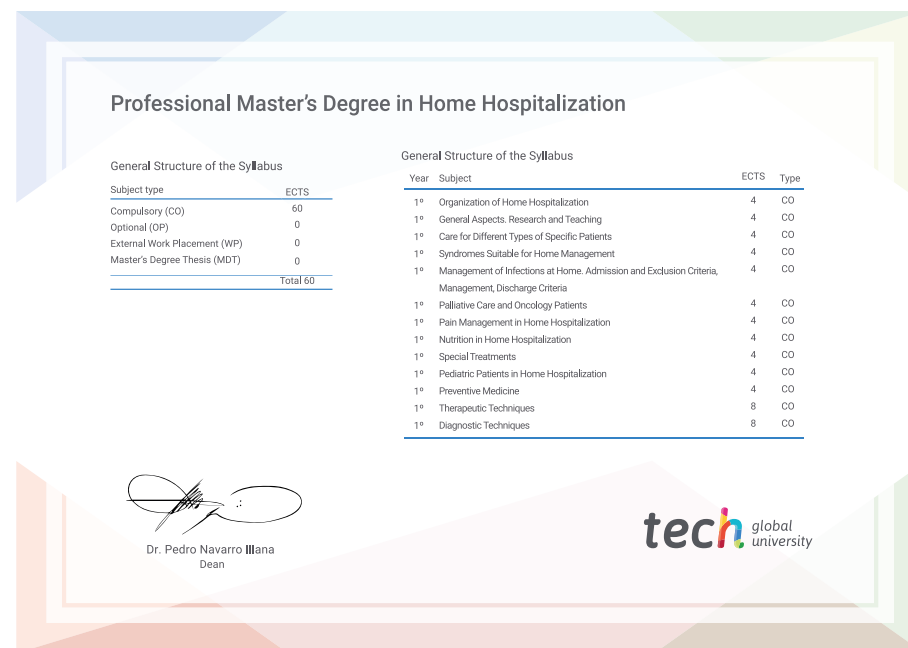 Professional Master's Degree in Home Hospitalization
General Structure of the Syllabus
Subject type ECTS
Compulsory (CO) 60
Optional (OP) 0
External Work Placement (WP) 0
Master's Degree Thesis (MDT) 0
Total 60
General Structure of the Syllabus
Year Subject ECTS Type
1º Organization of Home Hospitalization 4 CO
1º General Aspects. Research and Teaching 4 CO
1º Care for Different Types of Specific Patients 4 CO
1º Syndromes Suitable for Home Management 4 CO
1º Management of Infections at Home. Admission and Exclusion Criteria, 4 CO
Management, Discharge Criteria
1º Palliative Care and Oncology Patients 4 CO
1º Pain Management in Home Hospitalization 4 CO
1º Nutrition in Home Hospitalization 4 CO
1º Special Treatments 4 CO
1º Pediatric Patients in Home Hospitalization 4 CO
1º Preventive Medicine 4 CO
1º Therapeutic Techniques 8 CO
1º Diagnostic Techniques 8 CO
Dr. Pedro Navarro Illana
Dean
tech global
university